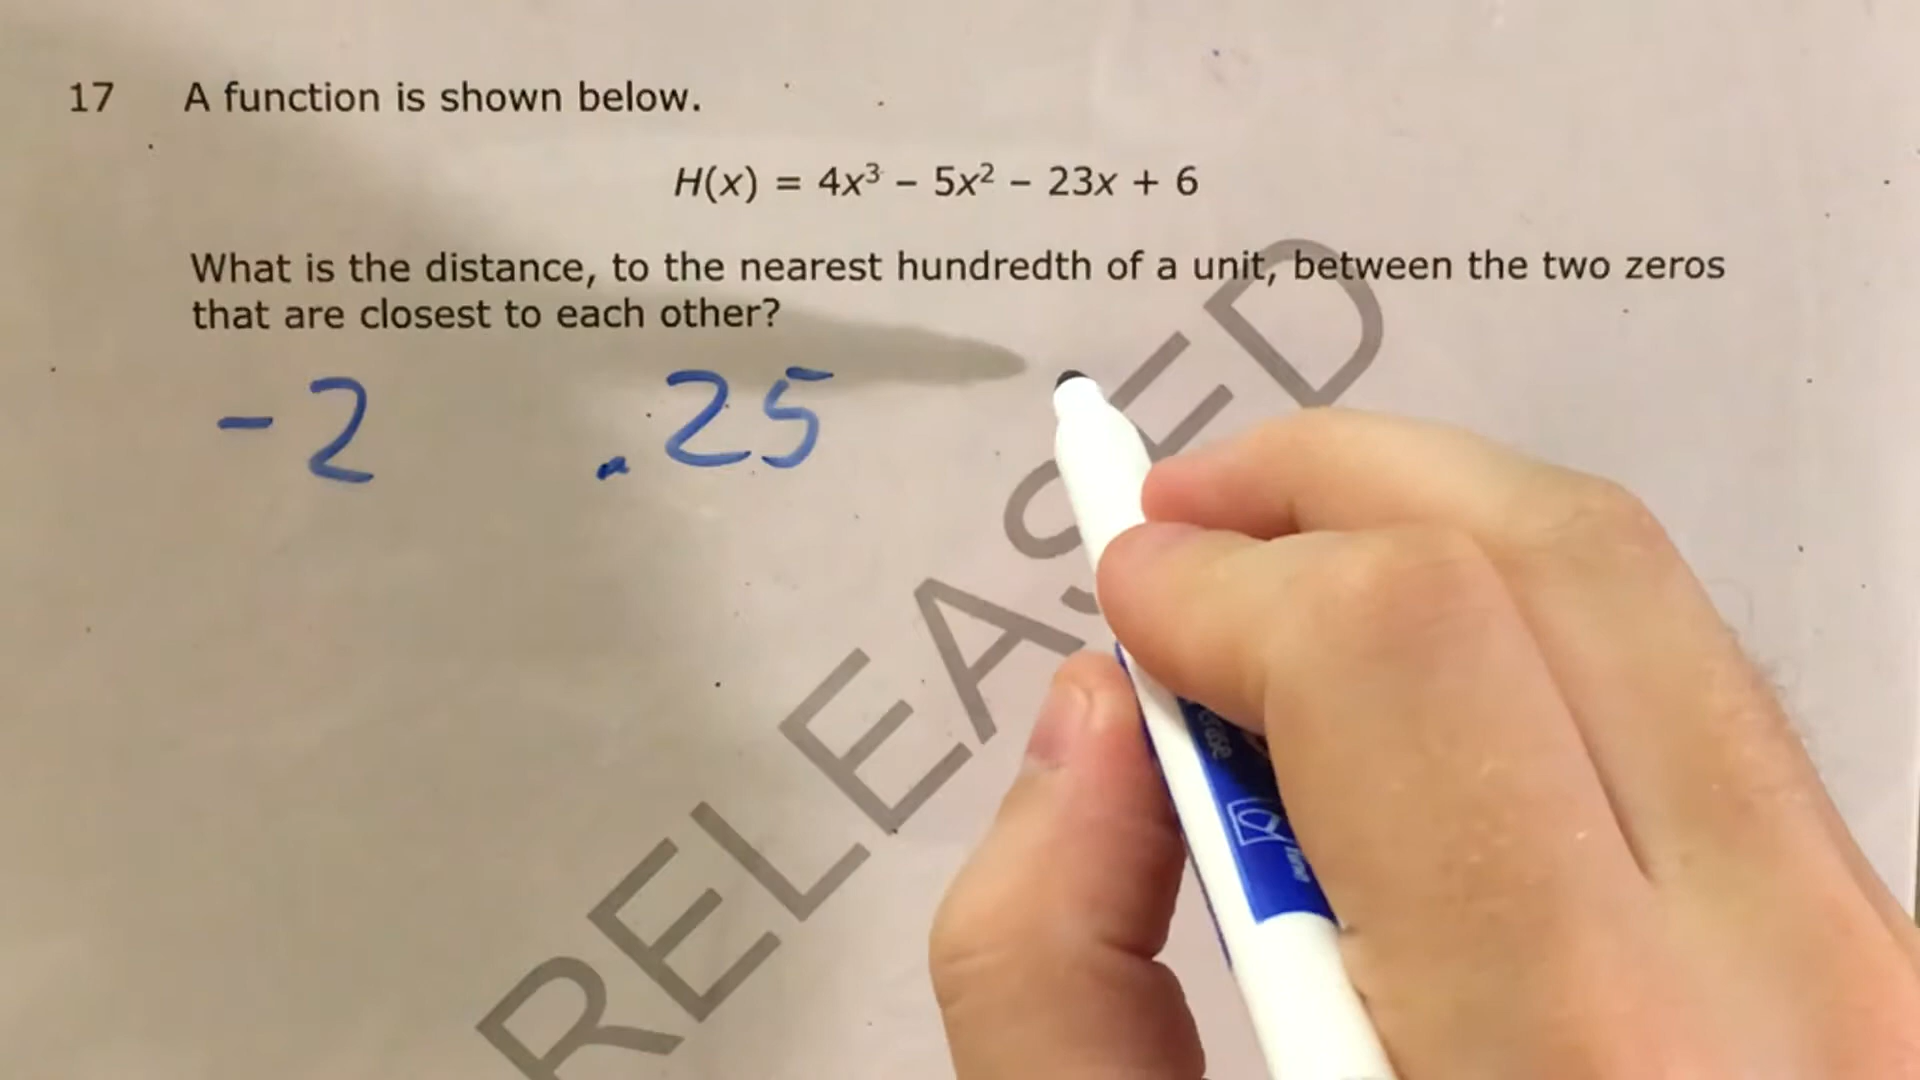 17 A function is shown below.
H(x) = 4x³ – 5x² – 23x + 6
What is the distance, to the nearest hundredth of a unit, between the two zeros
that are closest to each other?
-2 .25
RELEASED